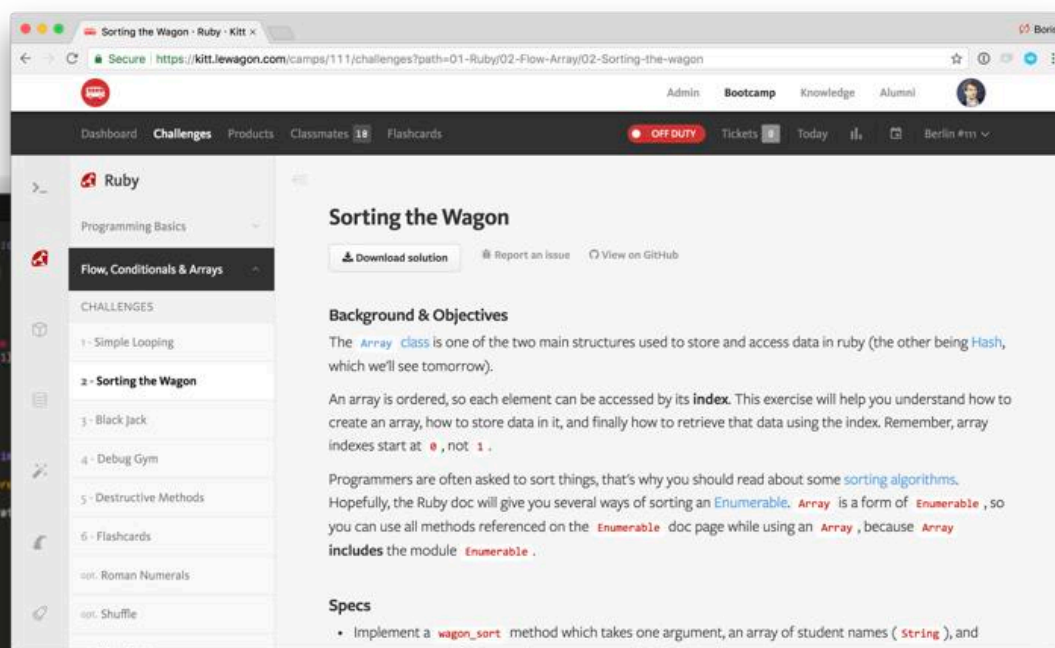 Sorting the Wagon · Ruby · Kitt ×
Boris
Secure https://kitt.lewagon.com/camps/111/challenges?path=01-Ruby/02-Flow-Array/02-Sorting-the-wagon
Admin Bootcamp Knowledge Alumni
Dashboard Challenges Products Classmates 18 Flashcards OFF DUTY Tickets 0 Today Berlin #111
Ruby
Programming Basics
Flow, Conditionals & Arrays
CHALLENGES
1 - Simple Looping
2 - Sorting the Wagon
3 - Black Jack
4 - Debug Gym
5 - Destructive Methods
6 - Flashcards
opt. Roman Numerals
opt. Shuffle
Sorting the Wagon
Download solution Report an issue View on GitHub
Background & Objectives
The Array class is one of the two main structures used to store and access data in ruby (the other being Hash,
which we'll see tomorrow).
An array is ordered, so each element can be accessed by its index. This exercise will help you understand how to
create an array, how to store data in it, and finally how to retrieve that data using the index. Remember, array
indexes start at 0 , not 1 .
Programmers are often asked to sort things, that's why you should read about some sorting algorithms.
Hopefully, the Ruby doc will give you several ways of sorting an Enumerable. Array is a form of Enumerable , so
you can use all methods referenced on the Enumerable doc page while using an Array , because Array
includes the module Enumerable .
Specs
• Implement a wagon_sort method which takes one argument, an array of student names ( String ), and